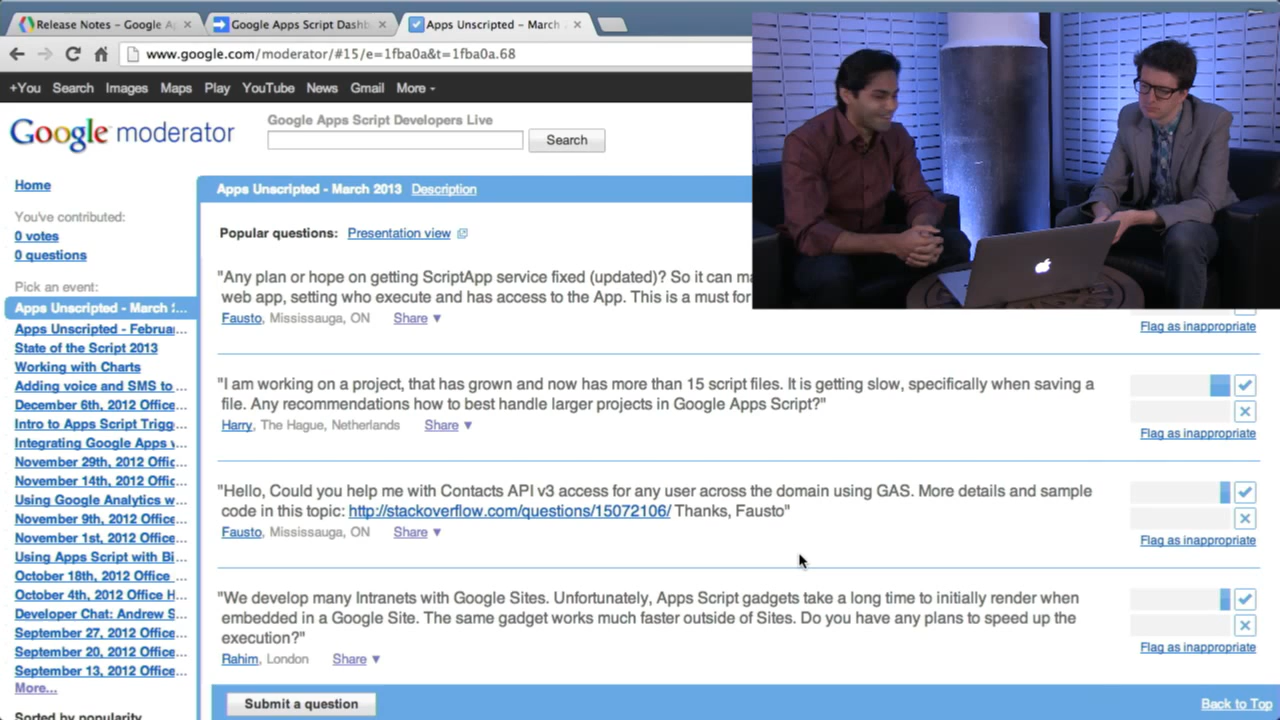 Release Notes - Google Ap
Google Apps Script Dashb
Apps Unscripted - March
www.google.com/moderator/#15/e=1fba0a&t=1fba0a.68
+You Search Images Maps Play YouTube News Gmail More
Google moderator
Google Apps Script Developers Live
Search
Home
You've contributed:
0 votes
0 questions
Pick an event:
Apps Unscripted - March 2...
Apps Unscripted - Februar...
State of the Script 2013
Working with Charts
Adding voice and SMS to ...
December 6th, 2012 Office...
Intro to Apps Script Trigg...
Integrating Google Apps w...
November 29th, 2012 Offic...
November 14th, 2012 Offic...
Using Google Analytics w...
November 9th, 2012 Office...
November 1st, 2012 Office...
Using Apps Script with Bi...
October 18th, 2012 Office ...
October 4th, 2012 Office H...
Developer Chat: Andrew S...
September 27, 2012 Office...
September 20, 2012 Office...
September 13, 2012 Office...
More...
Sorted by popularity
Apps Unscripted - March 2013 Description
Popular questions: Presentation view
"Any plan or hope on getting ScriptApp service fixed (updated)? So it can ma
web app, setting who execute and has access to the App. This is a must for
Fausto, Mississauga, ON Share
Flag as inappropriate
"I am working on a project, that has grown and now has more than 15 script files. It is getting slow, specifically when saving a
file. Any recommendations how to best handle larger projects in Google Apps Script?"
Harry, The Hague, Netherlands Share
Flag as inappropriate
"Hello, Could you help me with Contacts API v3 access for any user across the domain using GAS. More details and sample
code in this topic: http://stackoverflow.com/questions/15072106/ Thanks, Fausto"
Fausto, Mississauga, ON Share
Flag as inappropriate
"We develop many Intranets with Google Sites. Unfortunately, Apps Script gadgets take a long time to initially render when
embedded in a Google Site. The same gadget works much faster outside of Sites. Do you have any plans to speed up the
execution?"
Rahim, London Share
Flag as inappropriate
Submit a question
Back to Top